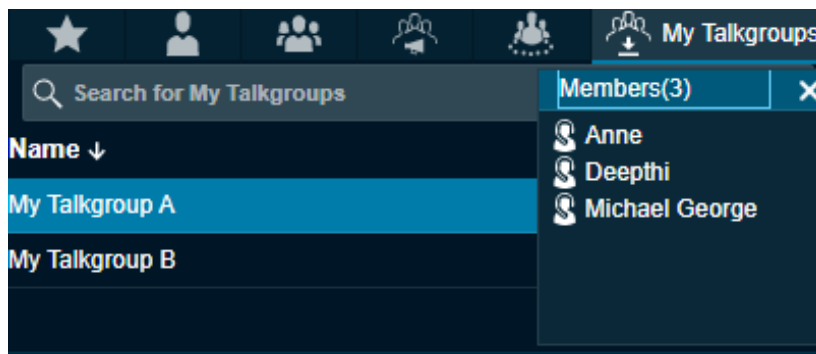 My Talkgroups
Search for My Talkgroups
Members(3)
Name
Anne
Deepthi
My Talkgroup A
Michael George
My Talkgroup B